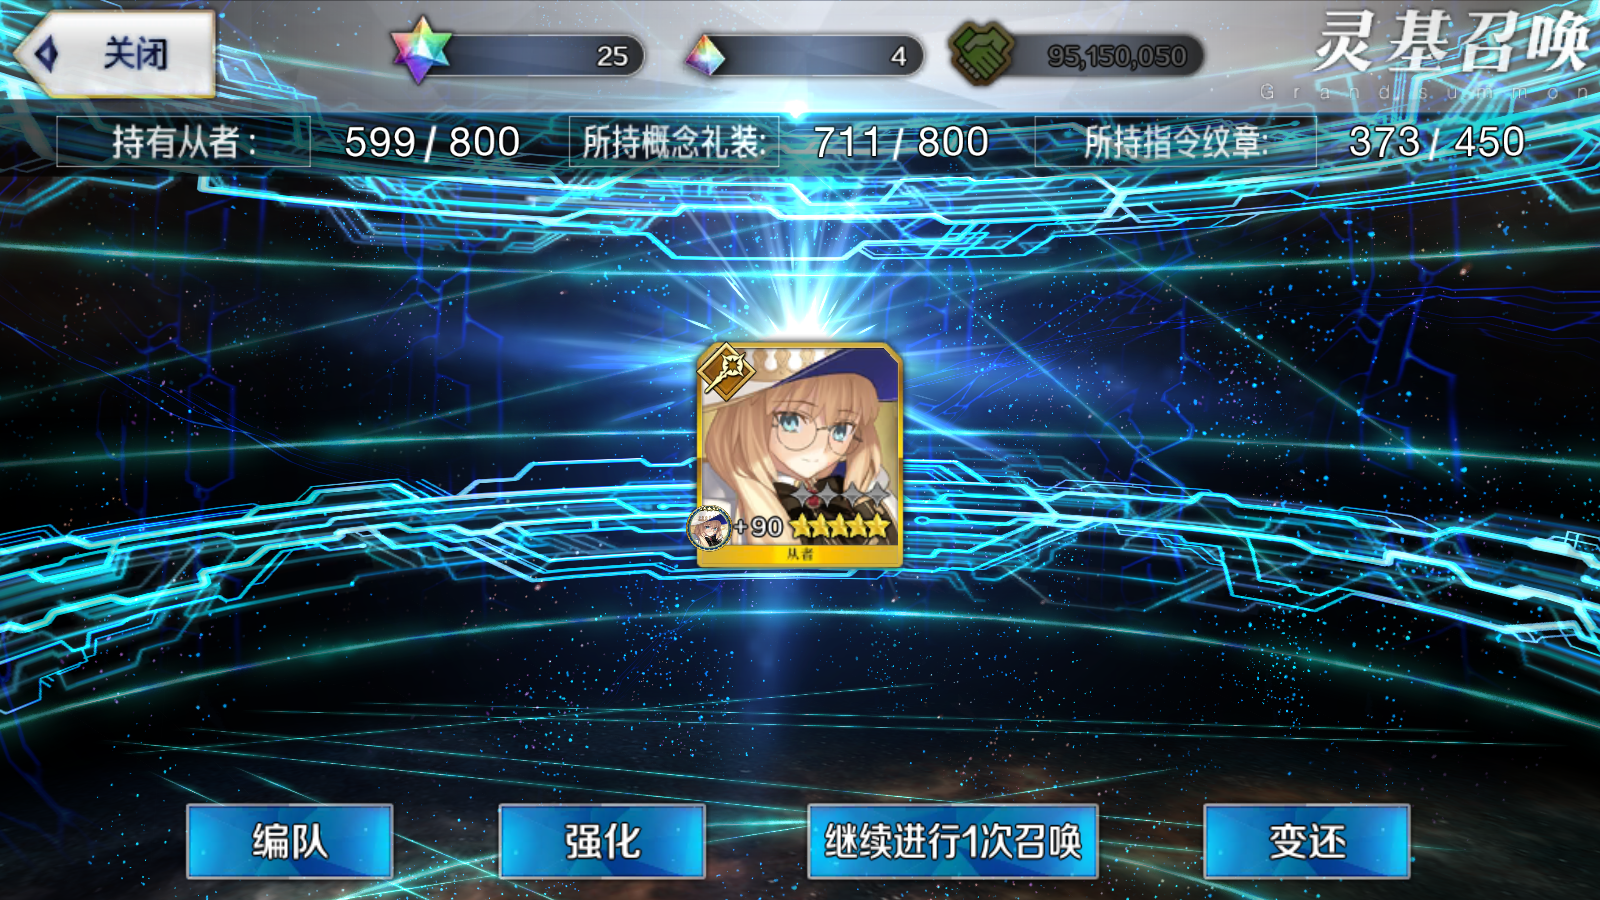 关闭
25
4
95,150,050
灵基召唤
Grand summon
持有从者：
599 / 800
所持概念礼装:
711 / 800
所持指令纹章:
373 / 450
+90
从者
编队
强化
继续进行1次召唤
变还